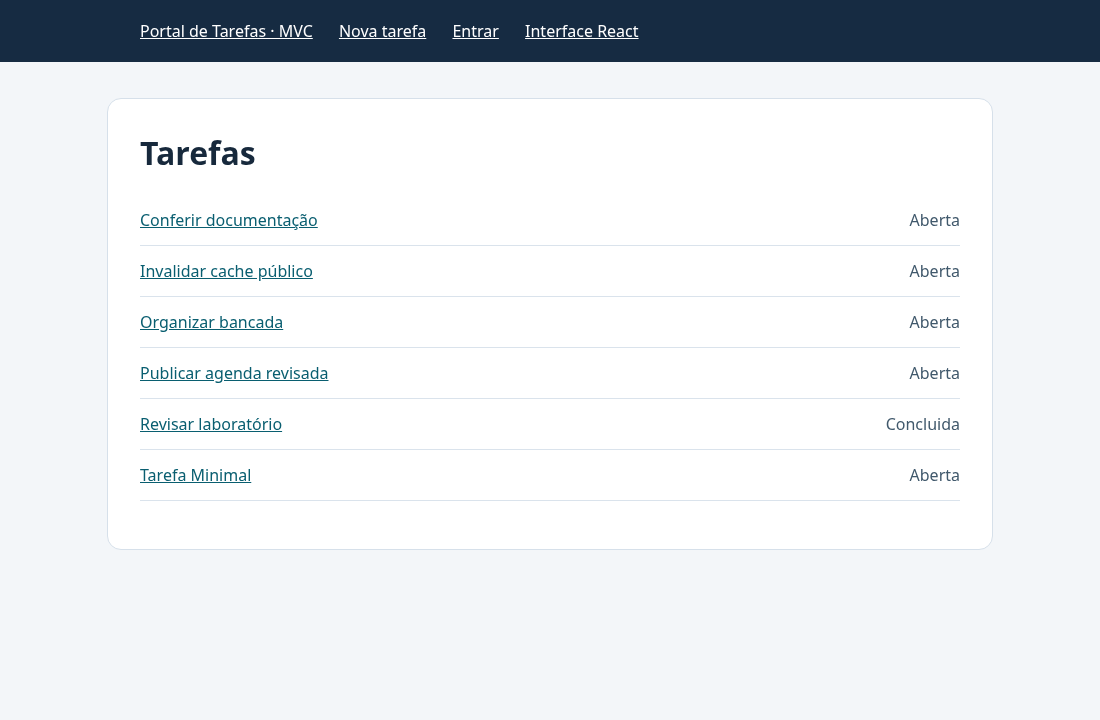 Portal de Tarefas · MVC Nova tarefa Entrar Interface React
Tarefas
Conferir documentação Aberta
Invalidar cache público Aberta
Organizar bancada Aberta
Publicar agenda revisada Aberta
Revisar laboratório Concluida
Tarefa Minimal Aberta